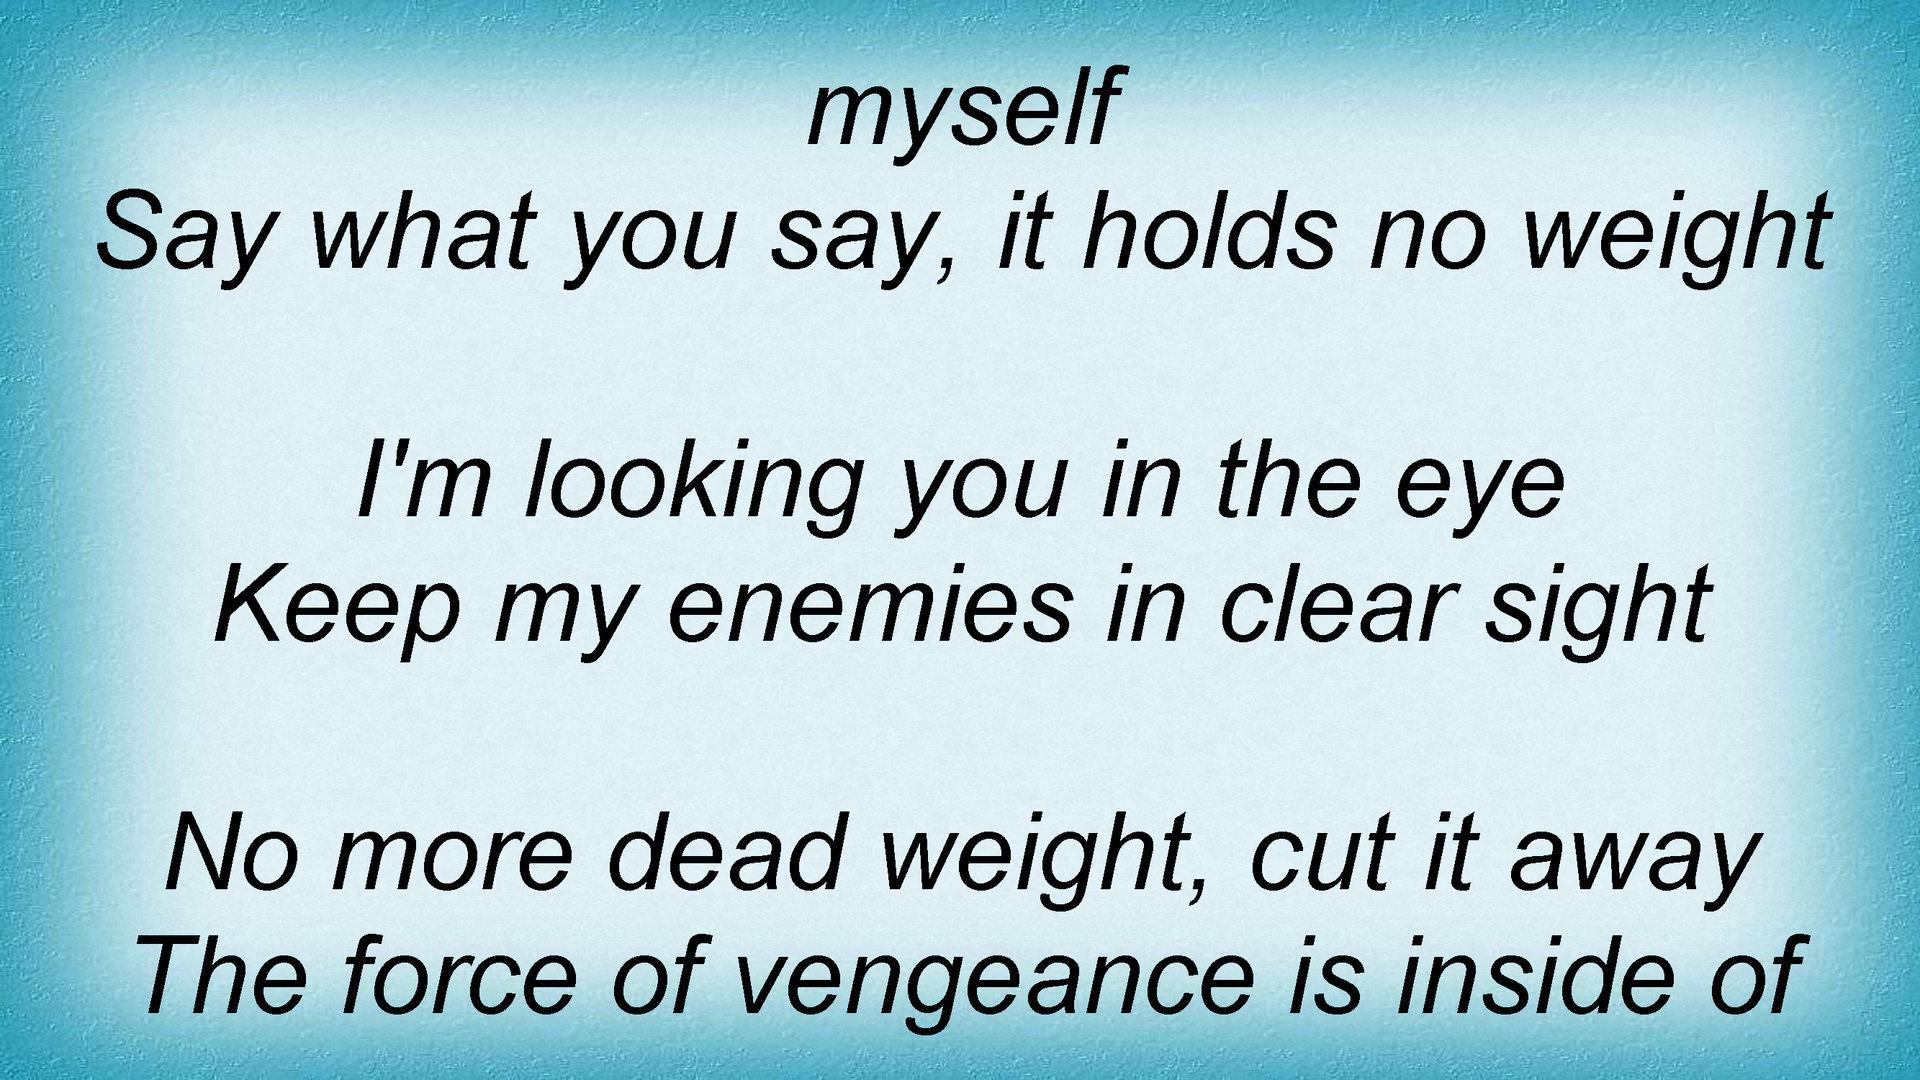 myself
Say what you say, it holds no weight
I'm looking you in the eye
Keep my enemies in clear sight
No more dead weight, cut it away
The force of vengeance is inside of